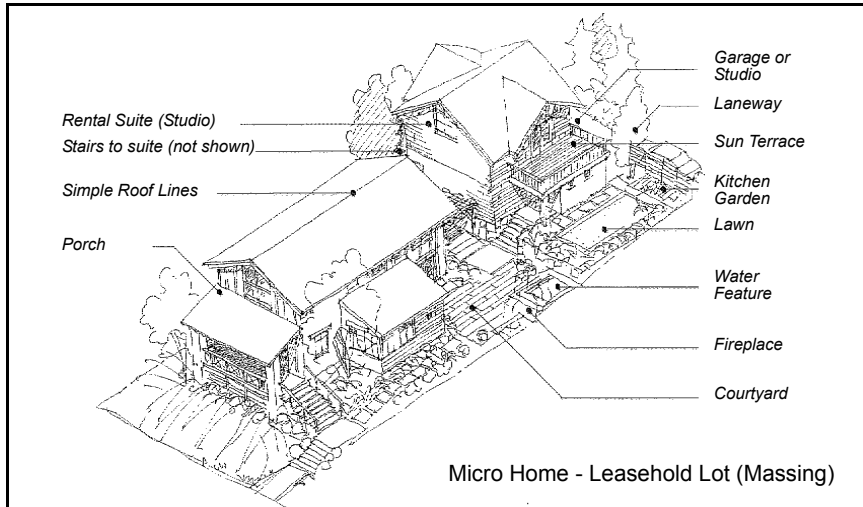 Rental Suite (Studio)
Stairs to suite (not shown)
Simple Roof Lines
Porch
Garage or
Studio
Laneway
Sun Terrace
Kitchen
Garden
Lawn
Water
Feature
Fireplace
Courtyard
Micro Home - Leasehold Lot (Massing)